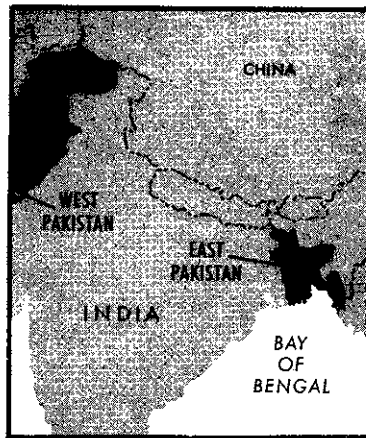 CHINA
WEST
PAKISTAN
EAST
PAKISTAN
INDIA
BAY
OF
BENGAL